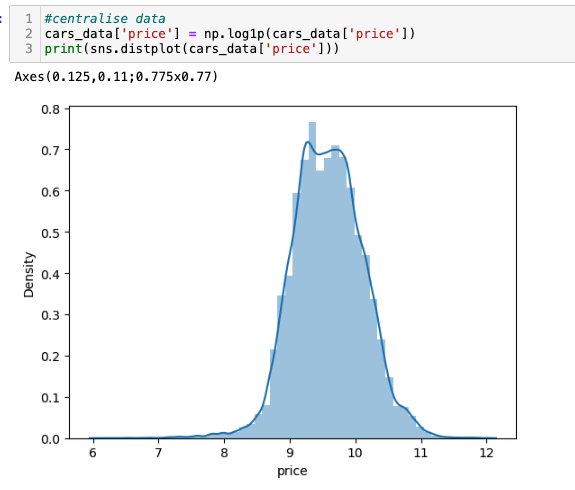 1 #centralise data
2 cars_data['price'] = np.log1p(cars_data['price'])
3 print(sns.distplot(cars_data['price']))
Axes(0.125,0.11;0.775x0.77)
0.8
0.7
0.6
0.5
0.4
0.3
0.2
0.1
0.0
Density
6 7 8 9 10 11 12
price